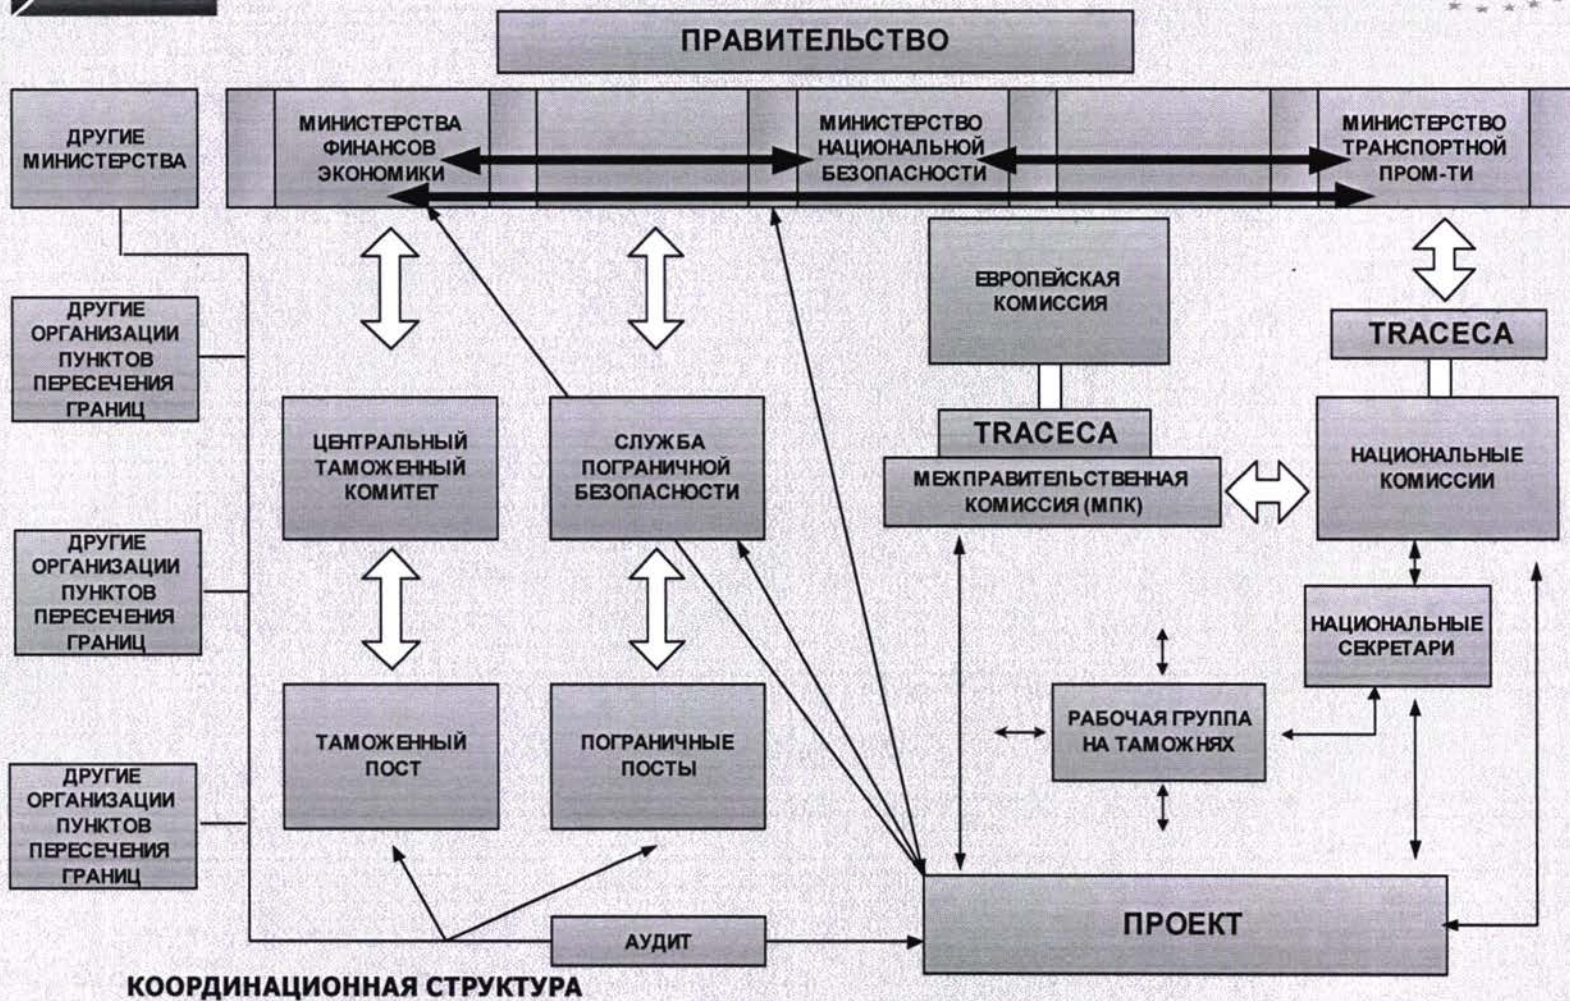 ПРАВИТЕЛЬСТВО
ДРУГИЕ
МИНИСТЕРСТВА
МИНИСТЕРСТВА
ФИНАНСОВ
ЭКОНОМИКИ
МИНИСТЕРСТВО
НАЦИОНАЛЬНОЙ
БЕЗОПАСНОСТИ
МИНИСТЕРСТВО
ТРАНСПОРТНОЙ
ПРОМ-ТИ
ДРУГИЕ
ОРГАНИЗАЦИИ
ПУНКТОВ
ПЕРЕСЕЧЕНИЯ
ГРАНИЦ
ЕВРОПЕЙСКАЯ
КОМИССИЯ
TRACECA
ЦЕНТРАЛЬНЫЙ
ТАМОЖЕННЫЙ
КОМИТЕТ
СЛУЖБА
ПОГРАНИЧНОЙ
БЕЗОПАСНОСТИ
TRACECA
МЕЖПРАВИТЕЛЬСТВЕННАЯ
КОМИССИЯ (МПК)
НАЦИОНАЛЬНЫЕ
КОМИССИИ
ДРУГИЕ
ОРГАНИЗАЦИИ
ПУНКТОВ
ПЕРЕСЕЧЕНИЯ
ГРАНИЦ
НАЦИОНАЛЬНЫЕ
СЕКРЕТАРИ
ТАМОЖЕННЫЙ
ПОСТ
ПОГРАНИЧНЫЕ
ПОСТЫ
РАБОЧАЯ ГРУППА
НА ТАМОЖНЯХ
ДРУГИЕ
ОРГАНИЗАЦИИ
ПУНКТОВ
ПЕРЕСЕЧЕНИЯ
ГРАНИЦ
АУДИТ
ПРОЕКТ
КООРДИНАЦИОННАЯ СТРУКТУРА